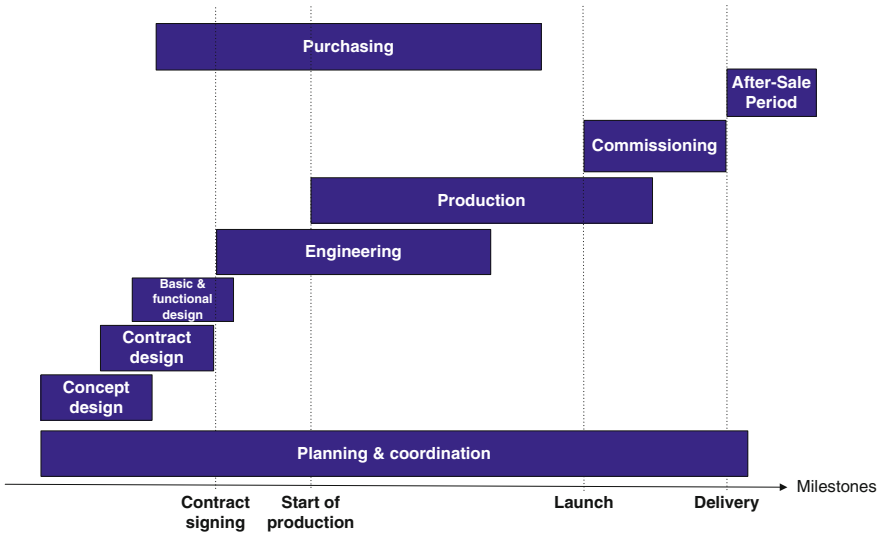 Purchasing
After-Sale
Period
Commissioning
Production
Engineering
Basic &
functional
design
Contract
design
Concept
design
Planning & coordination
Milestones
Contract
signing
Start of
production
Launch
Delivery